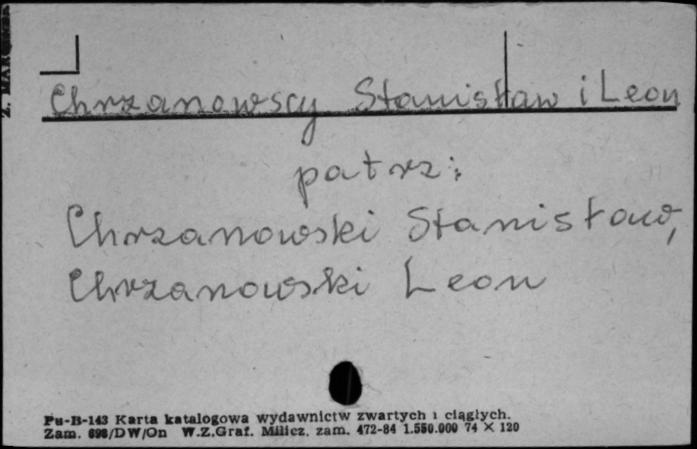 Chrzanowscy Stanisław i Leon
patrz:
Chrzanowski Stanisław,
Chrzanowski Leon
Pu-B-143 Karta katalogowa wydawnictw zwartych i ciągłych.
Zam. 698/DW/On W.Z.Graf. Milicz, zam. 472-84 1.550.000 74 × 120